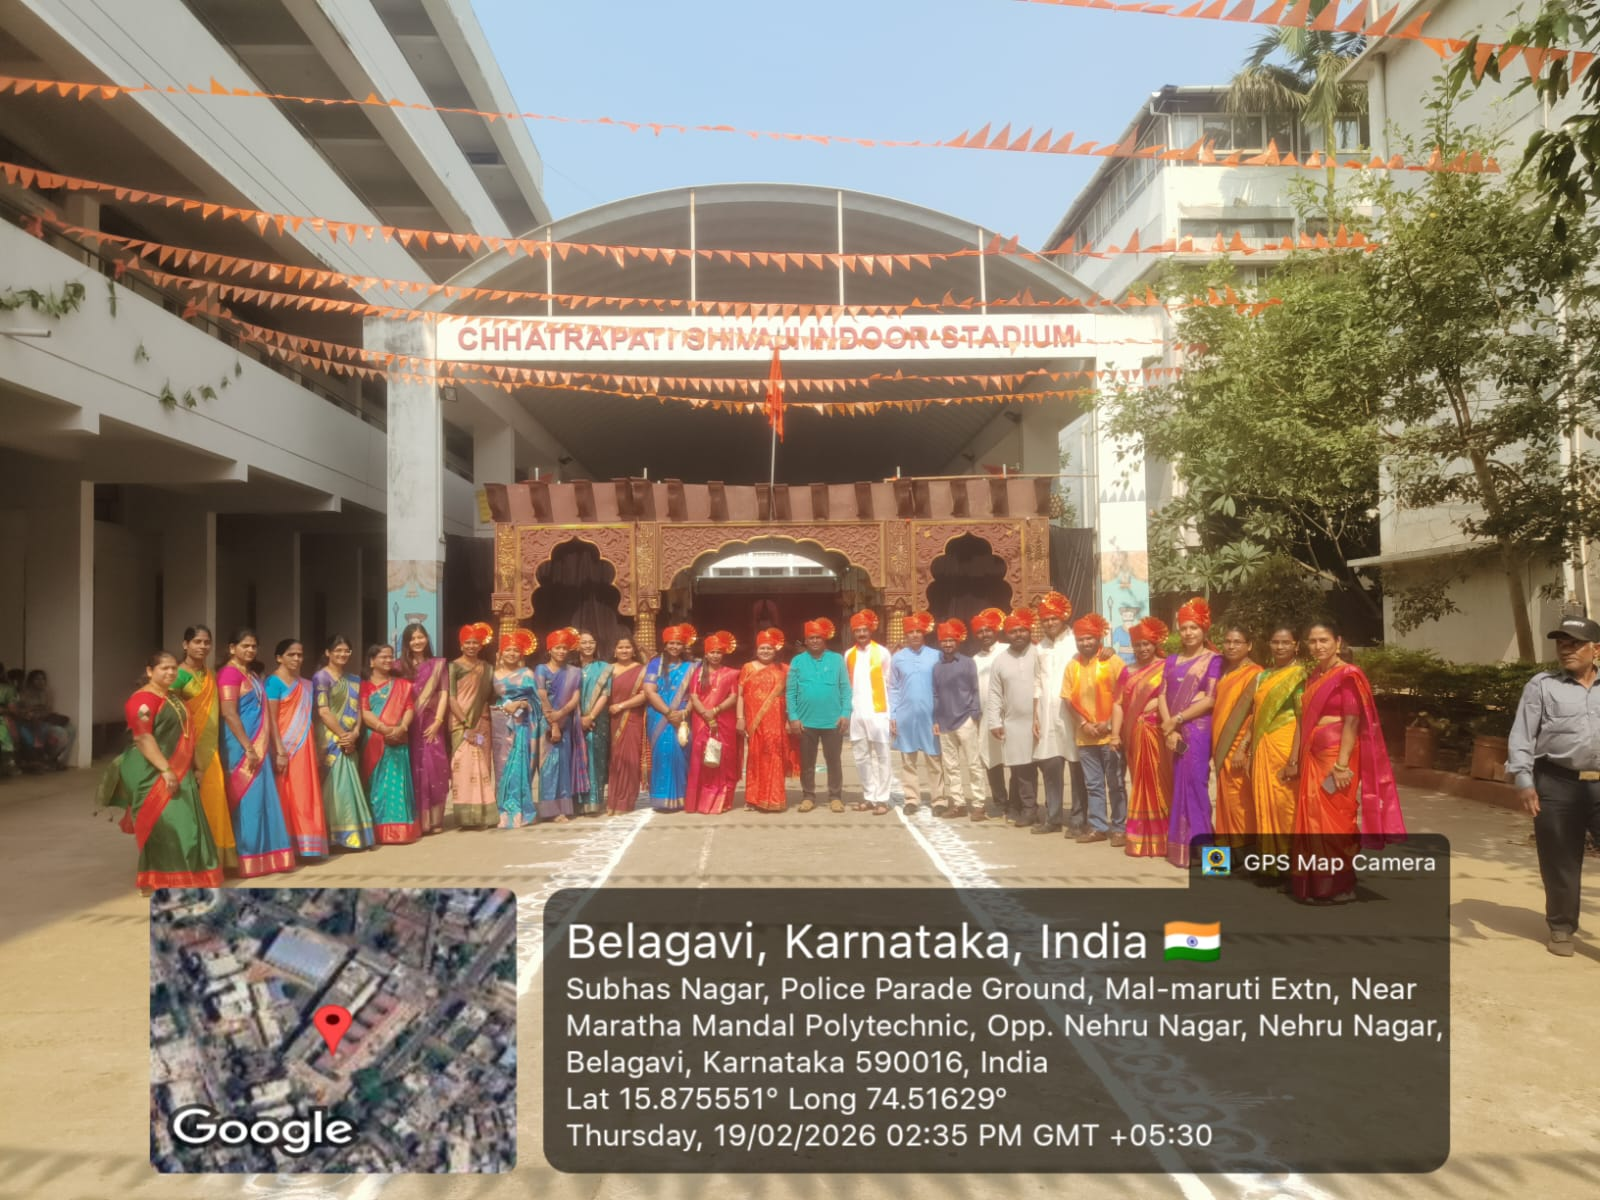 CHHATRAPATI SHIVAJI INDOOR STADIUM
GPS Map Camera
Belagavi, Karnataka, India
Subhas Nagar, Police Parade Ground, Mal-maruti Extn, Near
Maratha Mandal Polytechnic, Opp. Nehru Nagar, Nehru Nagar,
Belagavi, Karnataka 590016, India
Lat 15.875551° Long 74.51629°
Thursday, 19/02/2026 02:35 PM GMT +05:30
Google